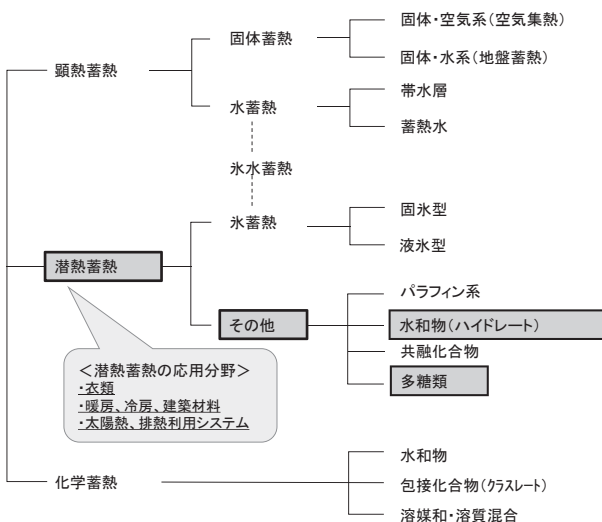 固体・空気系(空気集熱)
固体蓄熱
固体・水系(地盤蓄熱)
顕熱蓄熱
帯水層
水蓄熱
蓄熱水
氷水蓄熱
固氷型
氷蓄熱
液氷型
潜熱蓄熱
パラフィン系
その他
水和物(ハイドレート)
共融化合物
多糖類
<潜熱蓄熱の応用分野>
・衣類
・暖房、冷房、建築材料
・太陽熱、排熱利用システム
水和物
化学蓄熱
包接化合物(クラスレート)
溶媒和・溶質混合